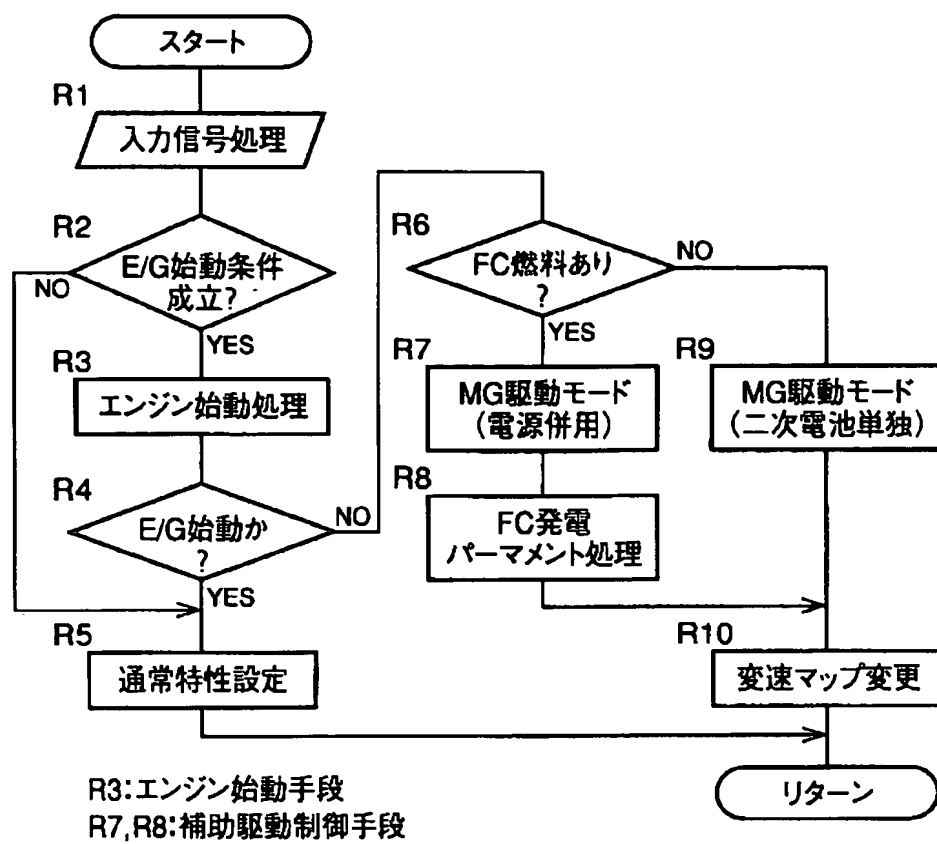 スタート
R1
入力信号処理
R2
E/G始動条件
成立?
NO
YES
R3
エンジン始動処理
R4
E/G始動か
?
NO
YES
R5
通常特性設定
R6
FC燃料あり
?
NO
YES
R7
MG駆動モード
(電源併用)
R8
FC発電
パーマメント処理
R9
MG駆動モード
(二次電池単独)
R10
変速マップ変更
リターン
R3:エンジン始動手段
R7,R8:補助駆動制御手段